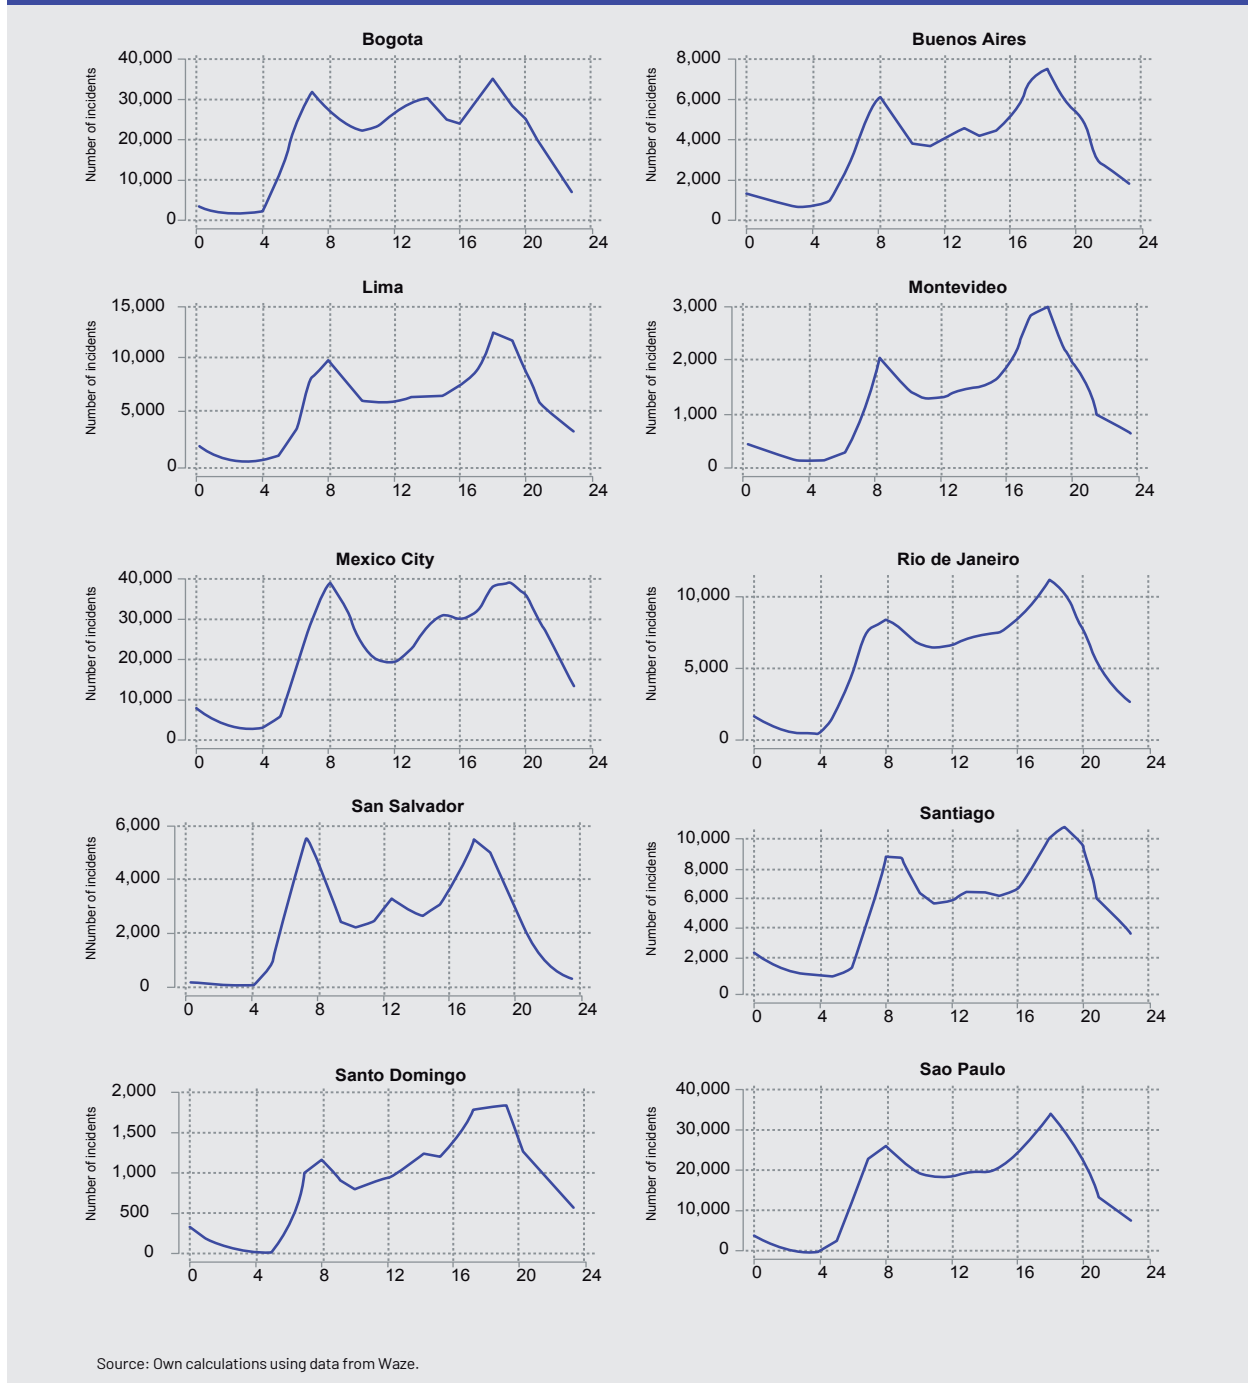 Bogota
Number of incidents
40,000
30,000
20,000
10,000
0
0 4 8 12 16 20 24
Buenos Aires
Number of incidents
8,000
6,000
4,000
2,000
0
0 4 8 12 16 20 24
Lima
Number of incidents
15,000
10,000
5,000
0
0 4 8 12 16 20 24
Montevideo
Number of incidents
3,000
2,000
1,000
0
0 4 8 12 16 20 24
Mexico City
Number of incidents
40,000
30,000
20,000
10,000
0
0 4 8 12 16 20 24
Rio de Janeiro
Number of incidents
10,000
5,000
0
0 4 8 12 16 20 24
San Salvador
NNumber of incidents
6,000
4,000
2,000
0
0 4 8 12 16 20 24
Santiago
Number of incidents
10,000
8,000
6,000
4,000
2,000
0
0 4 8 12 16 20 24
Santo Domingo
Number of incidents
2,000
1,500
1,000
500
0
0 4 8 12 16 20 24
Sao Paulo
Number of incidents
40,000
30,000
20,000
10,000
0
0 4 8 12 16 20 24
Source: Own calculations using data from Waze.